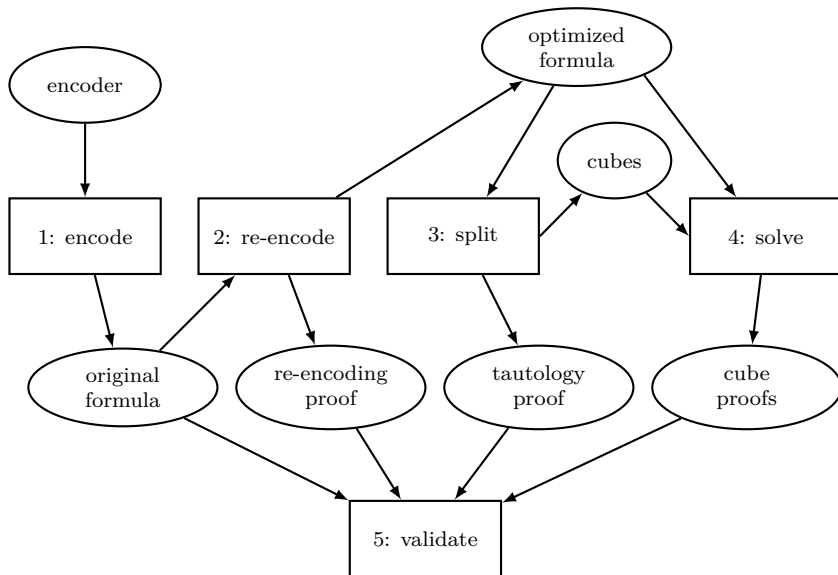 optimized
formula
encoder
cubes
1: encode
2: re-encode
3: split
4: solve
original
formula
re-encoding
proof
tautology
proof
cube
proofs
5: validate